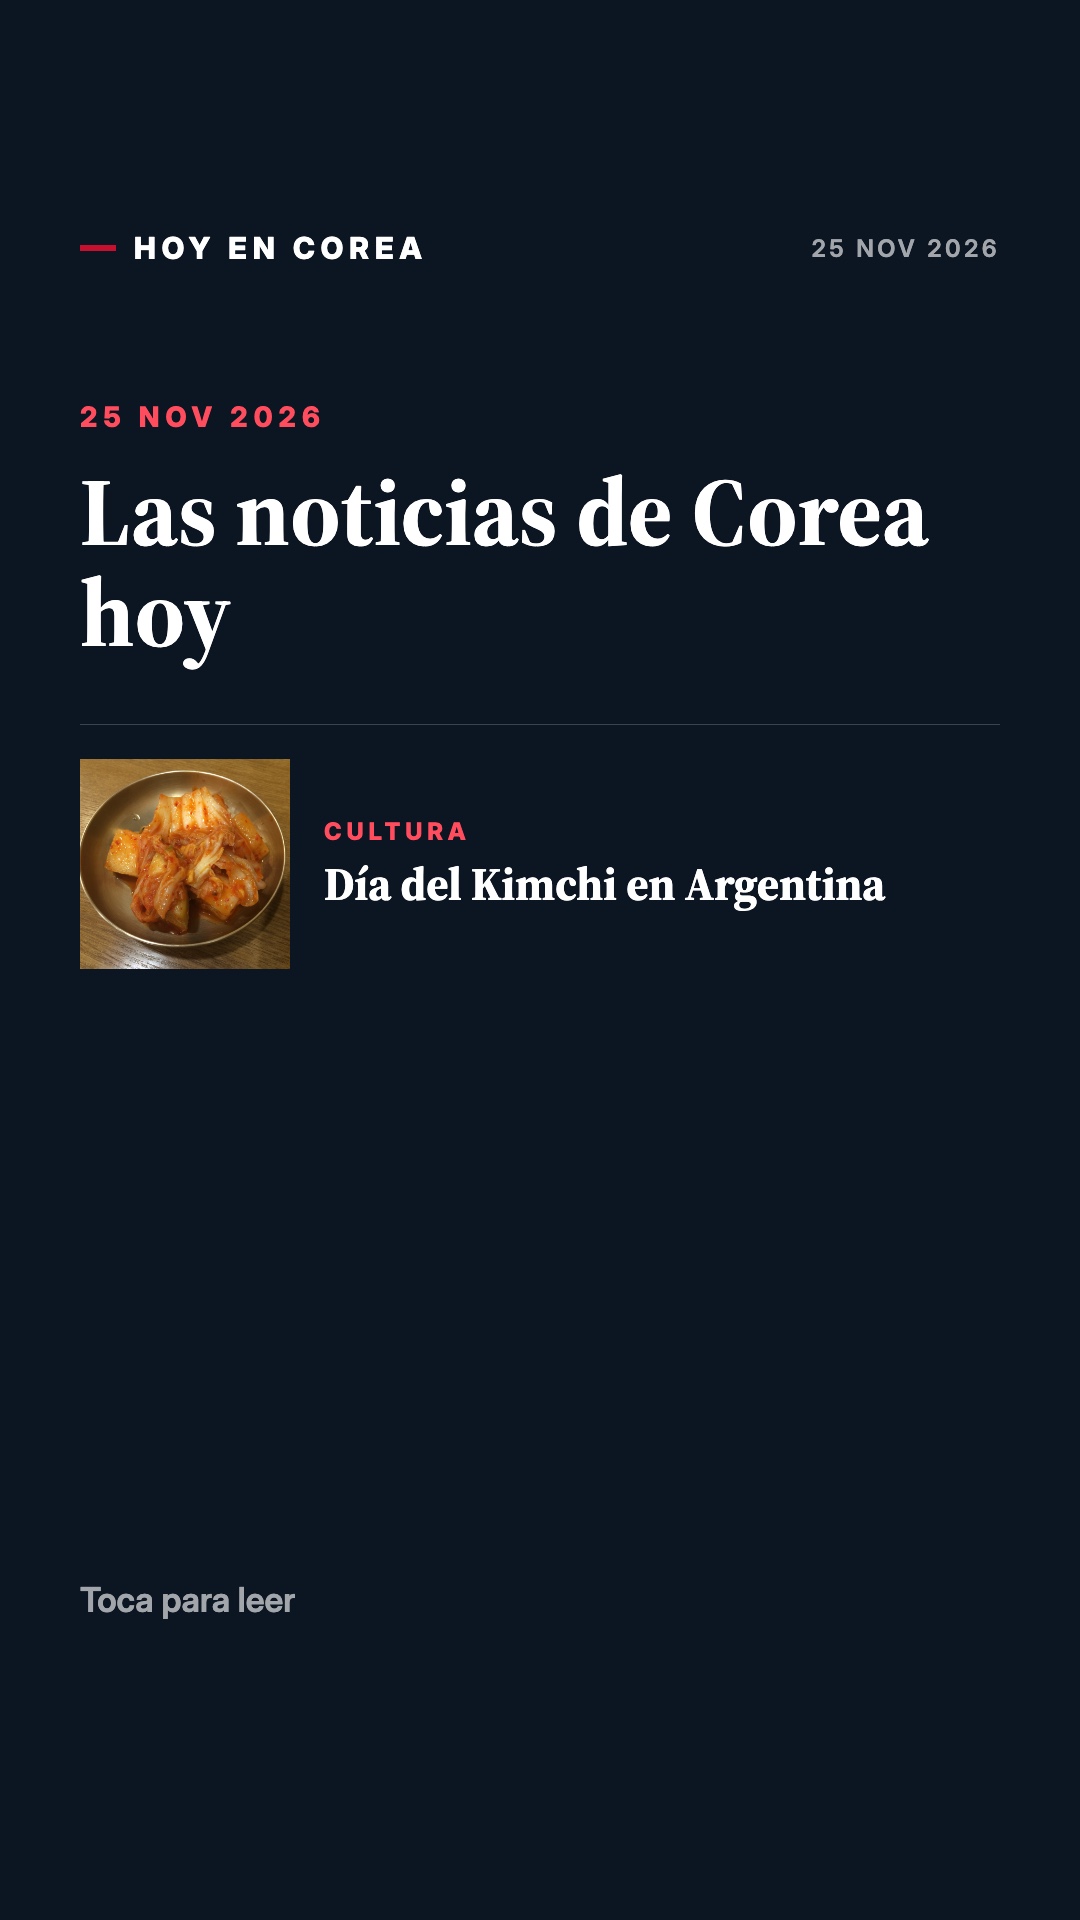 HOY EN COREA
25 NOV 2026
25 NOV 2026
Las noticias de Corea
hoy
CULTURA
Día del Kimchi en Argentina
Toca para leer